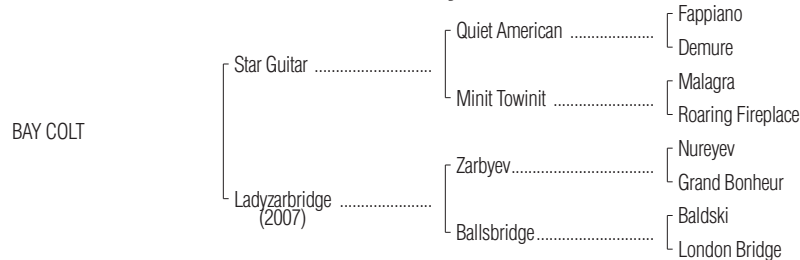 Fappiano
Quiet American ....................
Demure
Star Guitar ...........................
Malagra
Minit Towinit .......................
Roaring Fireplace
BAY COLT
Nureyev
Zarbyev.................................
Grand Bonheur
Ladyzarbridge .....................
(2007)
Baldski
Ballsbridge...........................
London Bridge